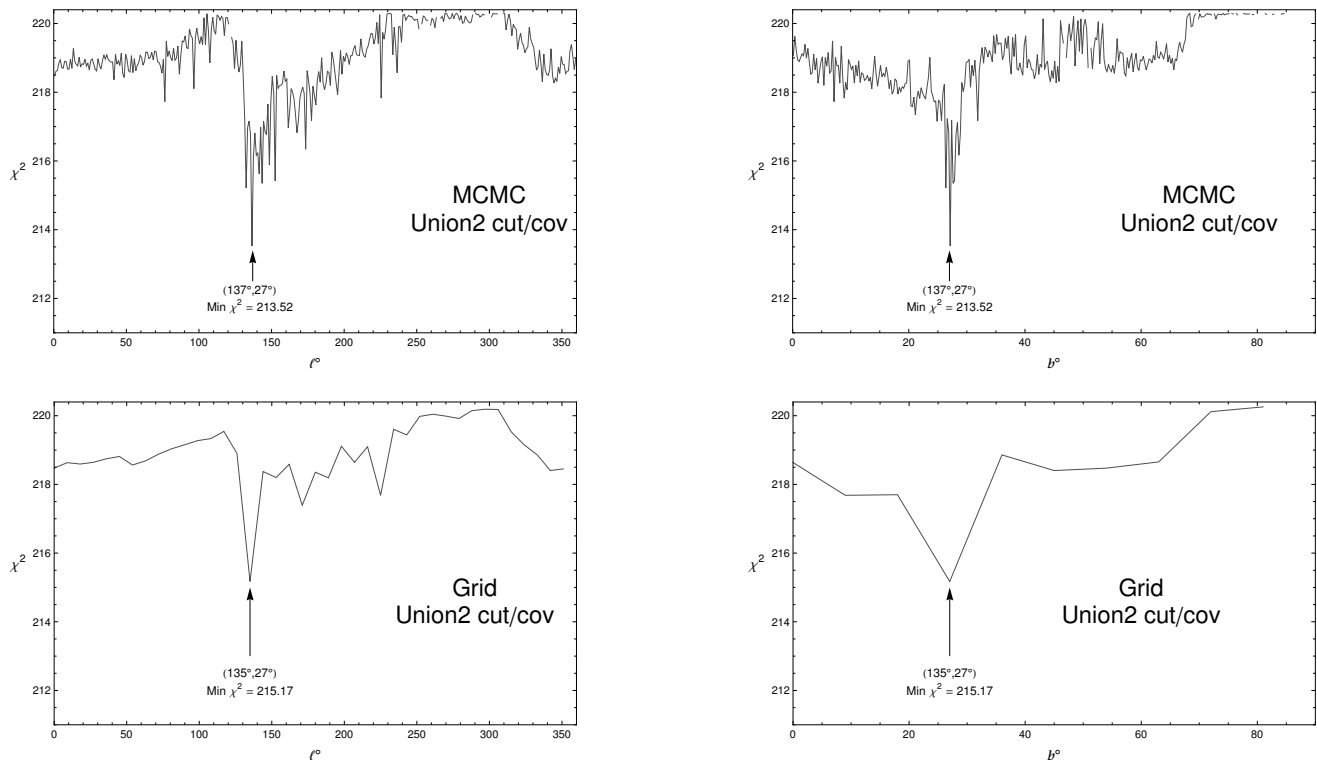 220
218
216
214
212
χ²
MCMC
Union2 cut/cov
(137°,27°)
Min χ² = 213.52
0 50 100 150 200 250 300 350
ℓ°
220
218
216
214
212
χ²
MCMC
Union2 cut/cov
(137°,27°)
Min χ² = 213.52
0 20 40 60 80
b°
220
218
216
214
212
χ²
Grid
Union2 cut/cov
(135°,27°)
Min χ² = 215.17
0 50 100 150 200 250 300 350
ℓ°
220
218
216
214
212
χ²
Grid
Union2 cut/cov
(135°,27°)
Min χ² = 215.17
0 20 40 60 80
b°